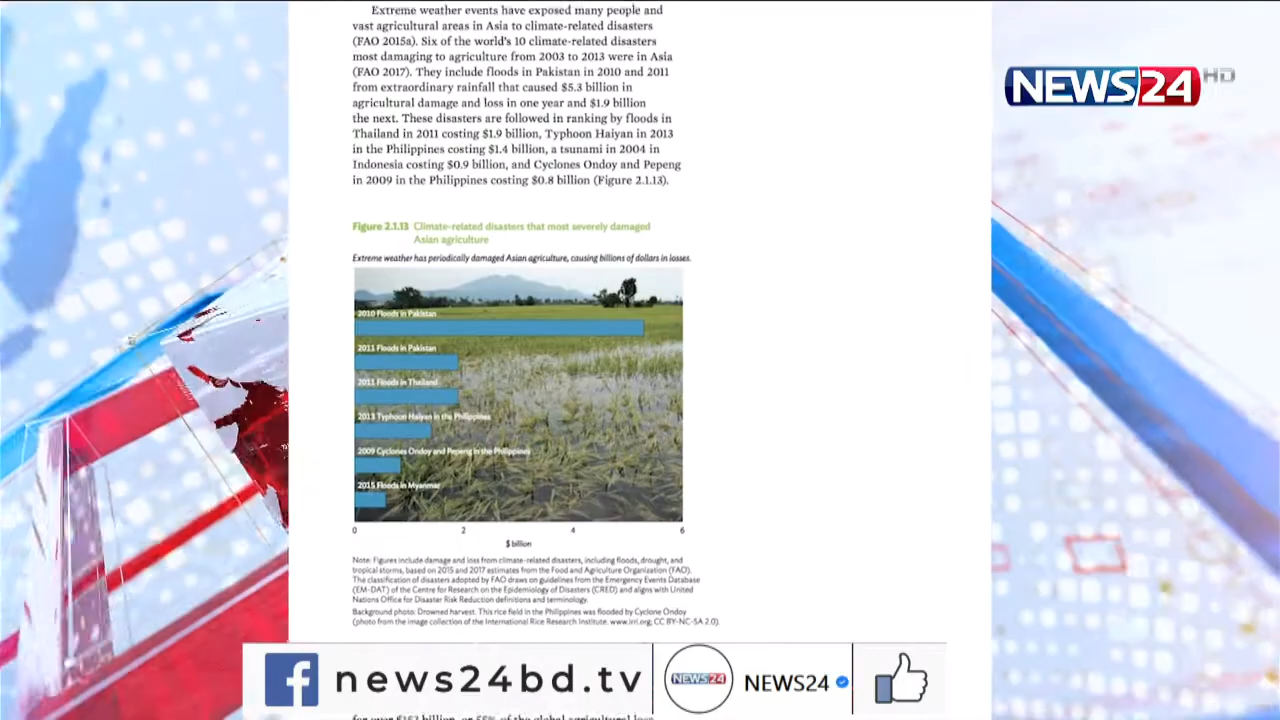 Extreme weather events have exposed many people and
vast agricultural areas in Asia to climate-related disasters
(FAO 2015a). Six of the world's 10 climate-related disasters
most damaging to agriculture from 2003 to 2013 were in Asia
(FAO 2017). They include floods in Pakistan in 2010 and 2011
from extraordinary rainfall that caused $5.3 billion in
agricultural damage and loss in one year and $1.9 billion
the next. These disasters are followed in ranking by floods in
Thailand in 2011 costing $1.9 billion, Typhoon Haiyan in 2013
in the Philippines costing $1.4 billion, a tsunami in 2004 in
Indonesia costing $0.9 billion, and Cyclones Ondoy and Pepeng
in 2009 in the Philippines costing $0.8 billion (Figure 2.1.13).
NEWS24 HD
Figure 2.1.13 Climate-related disasters that most severely damaged
Asian agriculture
Extreme weather has periodically damaged Asian agriculture, causing billions of dollars in losses.
2010 Floods in Pakistan
2011 Floods in Pakistan
2011 Floods in Thailand
2013 Typhoon Haiyan in the Philippines
2009 Cyclones Ondoy and Pepeng in the Philippines
2015 Floods in Myanmar
0 2 4 6
$ billion
Note: Figures include damage and loss from climate-related disasters, including floods, drought, and
tropical storms, based on 2015 and 2017 estimates from the Food and Agriculture Organization (FAO).
The classification of disasters adopted by FAO draws on guidelines from the Emergency Events Database
(EM-DAT) of the Centre for Research on the Epidemiology of Disasters (CRED) and aligns with United
Nations Office for Disaster Risk Reduction definitions and terminology.
Background photo: Drowned harvest. This rice field in the Philippines was flooded by Cyclone Ondoy
(photo from the image collection of the International Rice Research Institute. www.irri.org; CC BY-NC-SA 2.0).
f news24bd.tv NEWS24 NEWS24
of the global agricultural loss